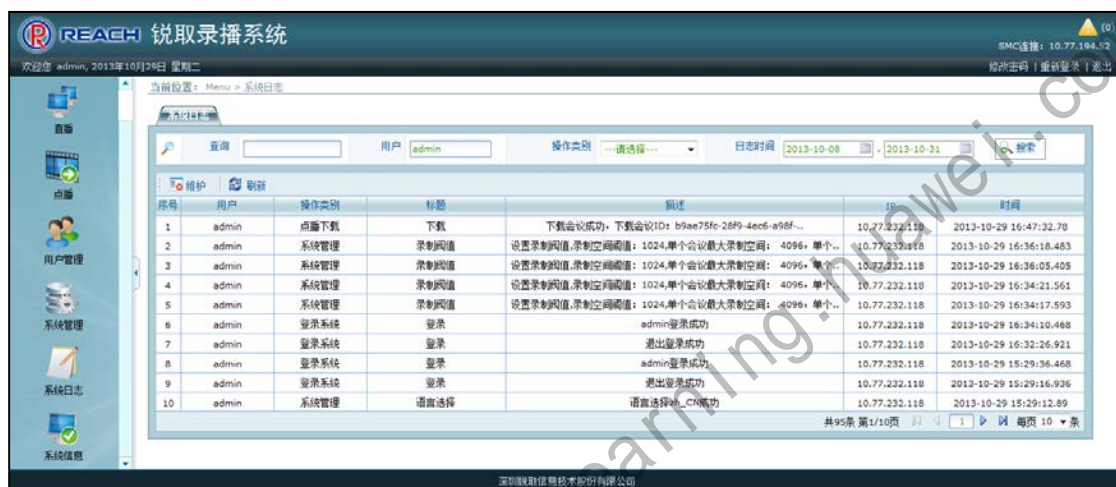 REACH 锐取录播系统
(0)
SMC连接: 10.77.194.52
欢迎您 admin, 2013年10月29日 星期二
修改密码 | 重新登录 | 退出
当前位置: Menu > 系统日志
直播
点播
用户管理
系统管理
系统日志
系统信息
系统日志
查询 用户 admin 操作类别 ---请选择--- 日志时间 2013-10-08 - 2013-10-31 搜索
维护 刷新
序号 用户 操作类别 标题 描述 IP 时间
1 admin 点播下载 下载 下载会议成功, 下载会议ID: b9ae75fc-28f9-4ec6-a98f-.. 10.77.232.118 2013-10-29 16:47:32.78
2 admin 系统管理 录制阀值 设置录制阀值,录制空间阈值: 1024,单个会议最大录制空间: 4096, 单个.. 10.77.232.118 2013-10-29 16:36:18.483
3 admin 系统管理 录制阀值 设置录制阀值,录制空间阈值: 1024,单个会议最大录制空间: 4096, 单个.. 10.77.232.118 2013-10-29 16:36:05.405
4 admin 系统管理 录制阀值 设置录制阀值,录制空间阈值: 1024,单个会议最大录制空间: 4096, 单个.. 10.77.232.118 2013-10-29 16:34:21.561
5 admin 系统管理 录制阀值 设置录制阀值,录制空间阈值: 1024,单个会议最大录制空间: 4096, 单个.. 10.77.232.118 2013-10-29 16:34:17.593
6 admin 登录系统 登录 admin登录成功 10.77.232.118 2013-10-29 16:34:10.468
7 admin 登录系统 登录 退出登录成功 10.77.232.118 2013-10-29 16:32:26.921
8 admin 登录系统 登录 admin登录成功 10.77.232.118 2013-10-29 15:29:36.468
9 admin 登录系统 登录 退出登录成功 10.77.232.118 2013-10-29 15:29:16.936
10 admin 系统管理 语言选择 语言选择zh_CN成功 10.77.232.118 2013-10-29 15:29:12.89
共95条 第1/10页 1 每页 10 条
深圳锐取信息技术股份有限公司
earning.huawei.co